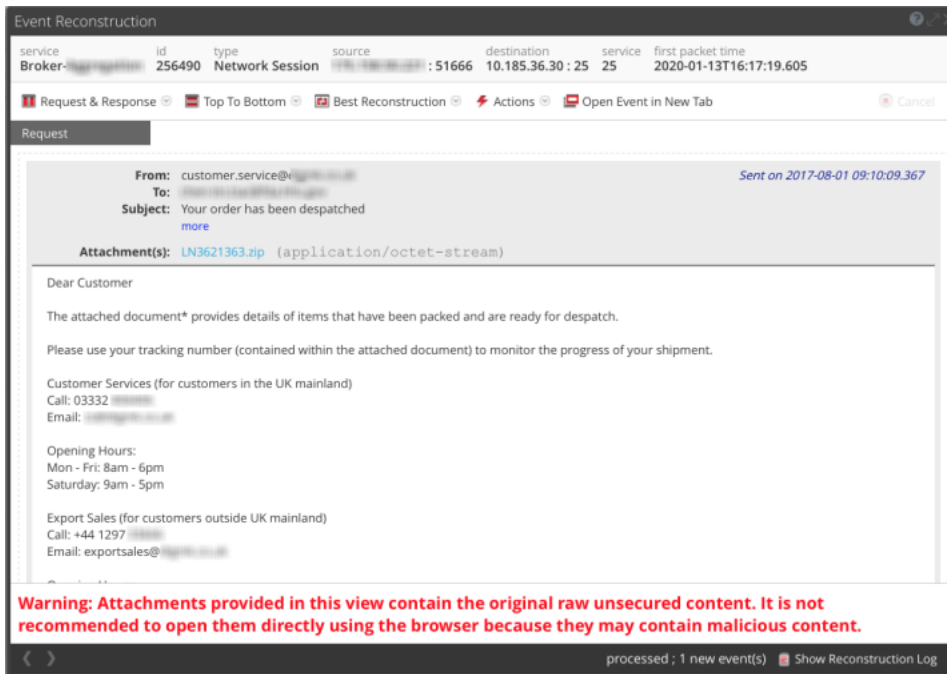 Event Reconstruction
service id type source destination service first packet time
Broker- 256490 Network Session : 51666 10.185.36.30 : 25 25 2020-01-13T16:17:19.605
Request & Response Top To Bottom Best Reconstruction Actions Open Event in New Tab Cancel
Request
From: customer.service@ Sent on 2017-08-01 09:10:09.367
To:
Subject: Your order has been despatched
more
Attachment(s): LN3621363.zip (application/octet-stream)
Dear Customer
The attached document* provides details of items that have been packed and are ready for despatch.
Please use your tracking number (contained within the attached document) to monitor the progress of your shipment.
Customer Services (for customers in the UK mainland)
Call: 03332
Email:
Opening Hours:
Mon - Fri: 8am - 6pm
Saturday: 9am - 5pm
Export Sales (for customers outside UK mainland)
Call: +44 1297
Email: exportsales@
Warning: Attachments provided in this view contain the original raw unsecured content. It is not
recommended to open them directly using the browser because they may contain malicious content.
processed ; 1 new event(s) Show Reconstruction Log